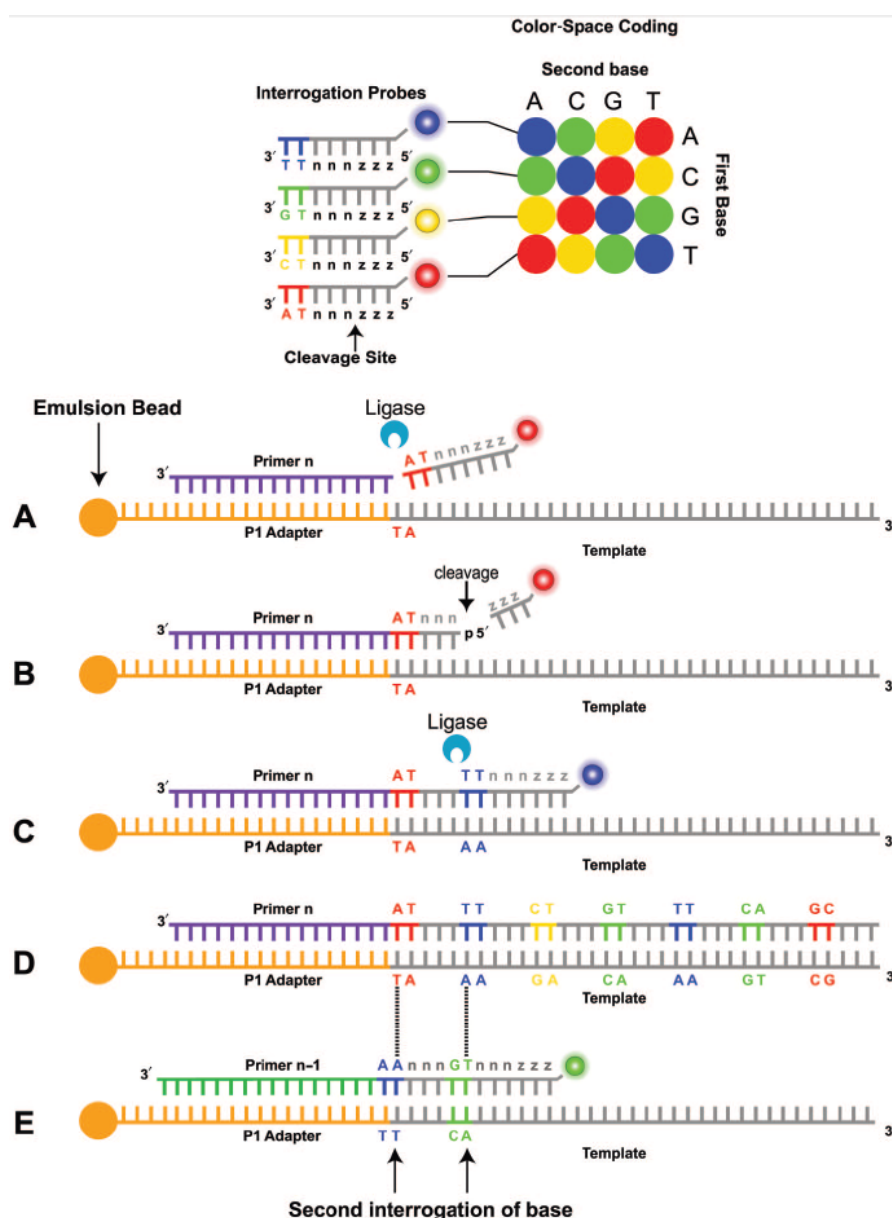 Color-Space Coding
Second base
Interrogation Probes
A C G T
A
C
G
T
First Base
3′ T T n n n z z z 5′
3′ G T n n n z z z 5′
3′ C T n n n z z z 5′
3′ A T n n n z z z 5′
Cleavage Site
Emulsion Bead
Ligase
A T n n n z z z
3′ Primer n
A
P1 Adapter T A
Template
3
cleavage
z z z
A T n n n
3′ Primer n
p 5′
B
P1 Adapter T A
Template
3
Ligase
3′ Primer n A T T T n n n z z z
C
P1 Adapter T A A A
Template
3
3′ Primer n A T T T C T G T T T C A G C
D
P1 Adapter T A A A G A C A A A G T C G
Template
3
3′ Primer n–1 A A n n n G T n n n z z z
E
P1 Adapter T T C A
Template
3
Second interrogation of base